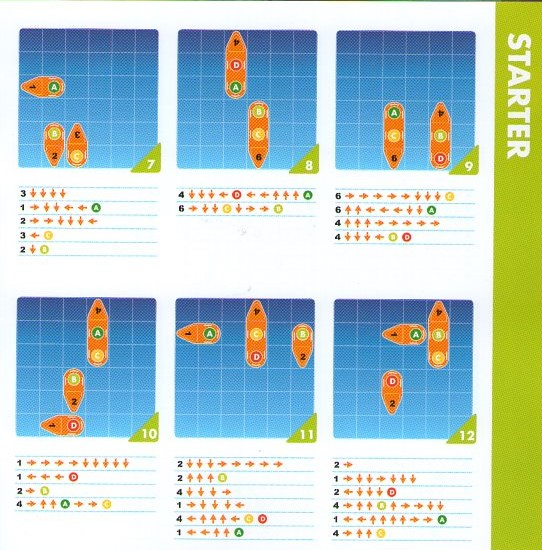 STARTER
1 A B 2 3 C 7
4 D A B C 6 8
A C 6 4 B D 9
3 ↓ ↓ ↓ ↓
1 → ↓ ↓ ← ← A
2 → → ↓ ↓ ↓ ←
3 ← C
2 ↓ B
4 ↓ ↓ ↓ ← D ← ← ↑ ↑ ↑ A
6 → ↓ ↓ C ↓ → → → B
6 → → → → → ↓ ↓ ↓ C
6 ↑ ↑ ← ← ← ↓ ↓ A
4 ↑ ↑ → → → → → →
4 ↓ ↓ ↓ ↓ ← B D
4 A C B 2 1 D 10
1 A 4 C D B 2 11
1 A 4 B C D 2 12
1 → → → → ↓ ↓ ↓ ↓ ↓
1 ← ← ← D
2 → B
4 → ↑ ↑ A → → C
2 ↓ ↓ ↓ → → → → → →
2 ↑ ↑ ↑ B
4 ↓ ↓ ↓ →
1 → ↓ ↓ ↓ ←
4 ← ↑ ↑ ↑ ← C D
1 ← ← ↑ ↑ A
2 →
1 → ↓ ↓ → → →
2 ← ↓ ↓ ↓ D
4 → ↑ ↑ B ↑ → → ↓ ↓
1 ← ← ↑ ↑ ↑ → → → A
4 → ↑ ↑ C